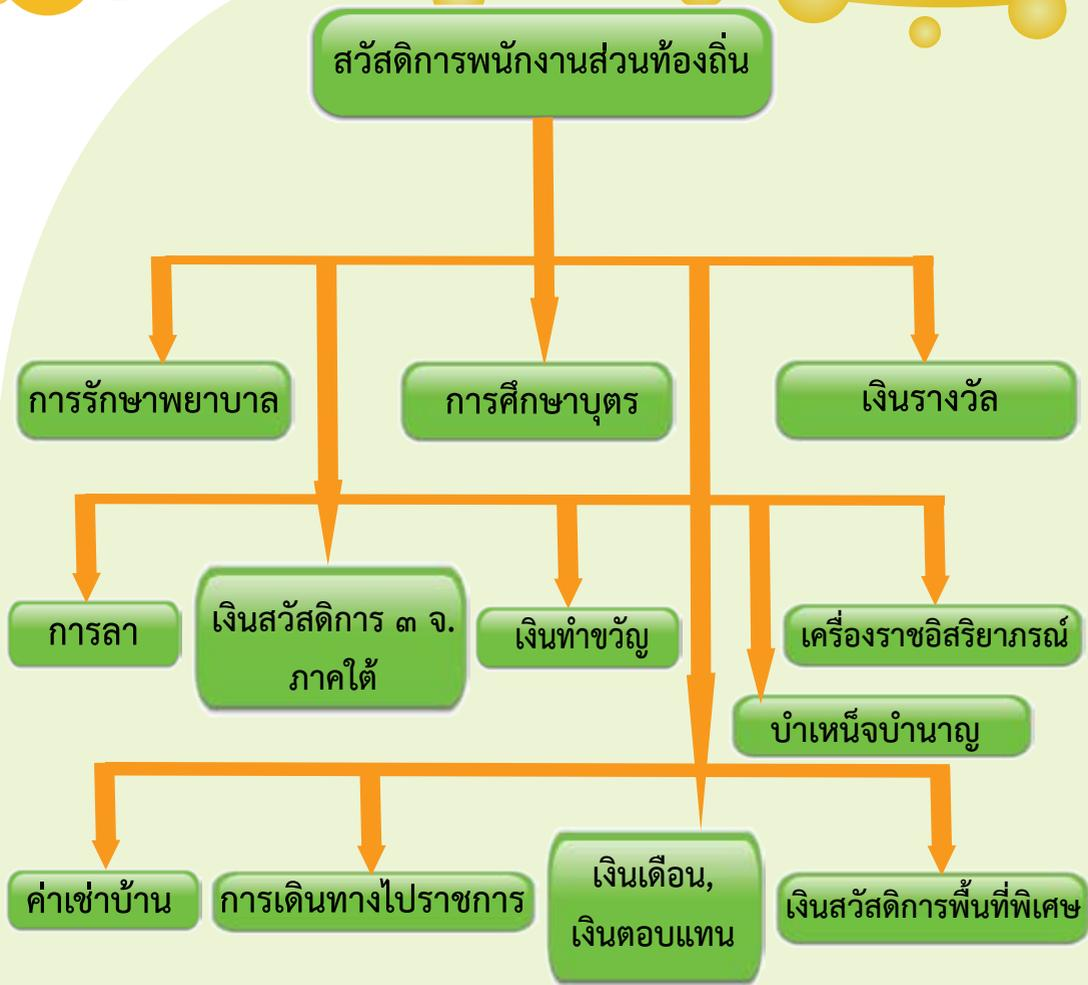 สวัสดิการพนักงานส่วนท้องถิ่น
การรักษาพยาบาล
การศึกษาบุตร
เงินรางวัล
การลา
เงินสวัสดิการ ๓ จ.
ภาคใต้
เงินทำขวัญ
เครื่องราชอิสริยาภรณ์
บำเหน็จบำนาญ
ค่าเช่าบ้าน
การเดินทางไปราชการ
เงินเดือน,
เงินตอบแทน
เงินสวัสดิการพื้นที่พิเศษ